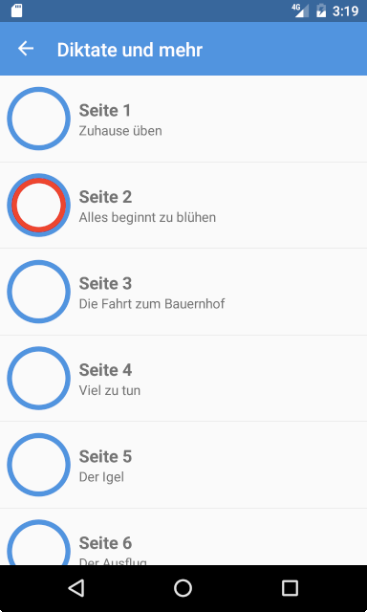 4G 3:19
Diktate und mehr
Seite 1
Zuhause üben
Seite 2
Alles beginnt zu blühen
Seite 3
Die Fahrt zum Bauernhof
Seite 4
Viel zu tun
Seite 5
Der Igel
Seite 6
Der Ausflug